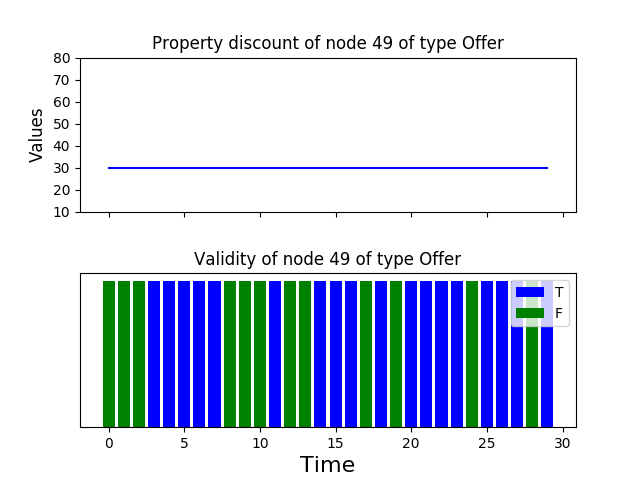 Property discount of node 49 of type Offer
80
70
60
50
40
30
20
10
Values
Validity of node 49 of type Offer
T
F
0 5 10 15 20 25 30
Time